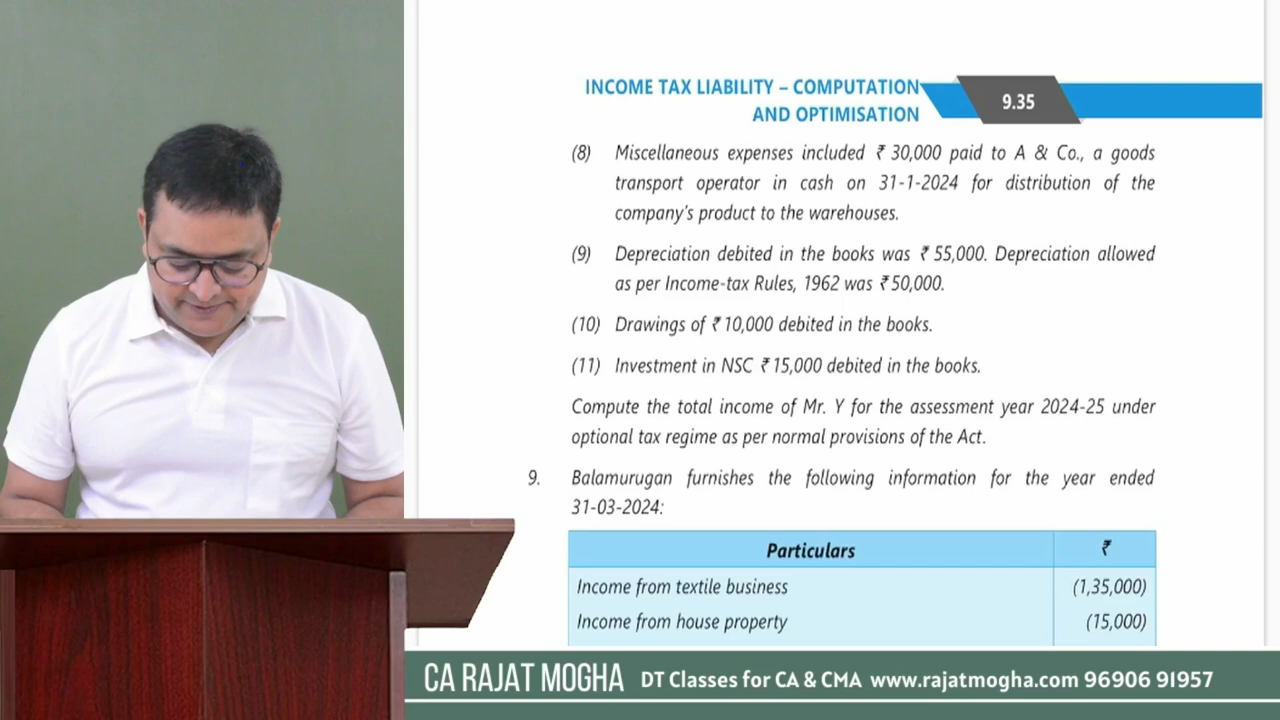 INCOME TAX LIABILITY – COMPUTATION
AND OPTIMISATION
9.35
(8) Miscellaneous expenses included ₹ 30,000 paid to A & Co., a goods
transport operator in cash on 31-1-2024 for distribution of the
company's product to the warehouses.
(9) Depreciation debited in the books was ₹ 55,000. Depreciation allowed
as per Income-tax Rules, 1962 was ₹ 50,000.
(10) Drawings of ₹ 10,000 debited in the books.
(11) Investment in NSC ₹ 15,000 debited in the books.
Compute the total income of Mr. Y for the assessment year 2024-25 under
optional tax regime as per normal provisions of the Act.
9. Balamurugan furnishes the following information for the year ended
31-03-2024:
Particulars ₹
Income from textile business (1,35,000)
Income from house property (15,000)
CA RAJAT MOGHA DT Classes for CA & CMA www.rajatmogha.com 96906 91957